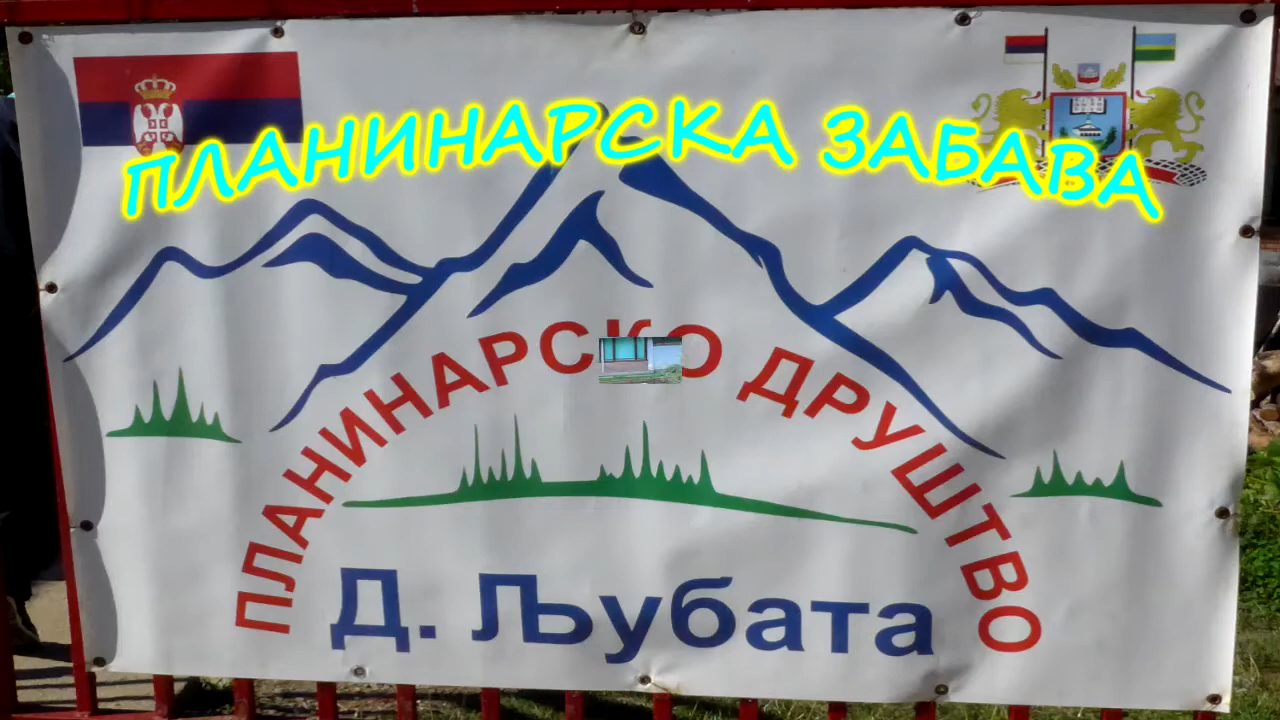 ПЛАНИНАРСКА ЗАБАВА
ПЛАНИНАРСКО ДРУШТВО
Д. Љубата